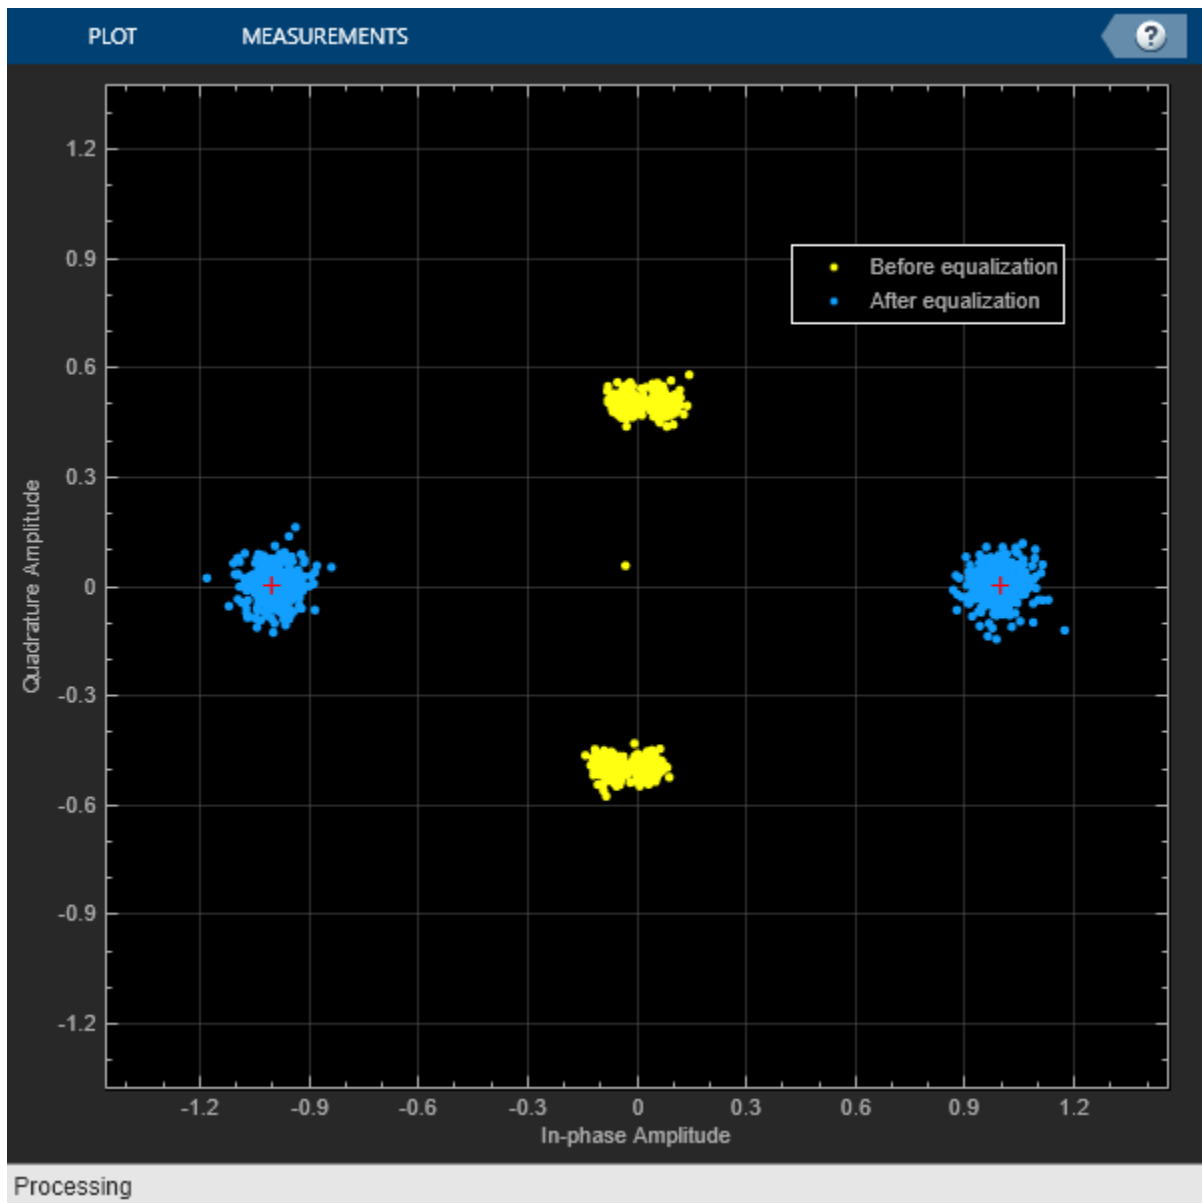 PLOT MEASUREMENTS ?
1.2
0.9
Before equalization
After equalization
0.6
0.3
0
-0.3
-0.6
-0.9
-1.2
Quadrature Amplitude
-1.2 -0.9 -0.6 -0.3 0 0.3 0.6 0.9 1.2
In-phase Amplitude
Processing